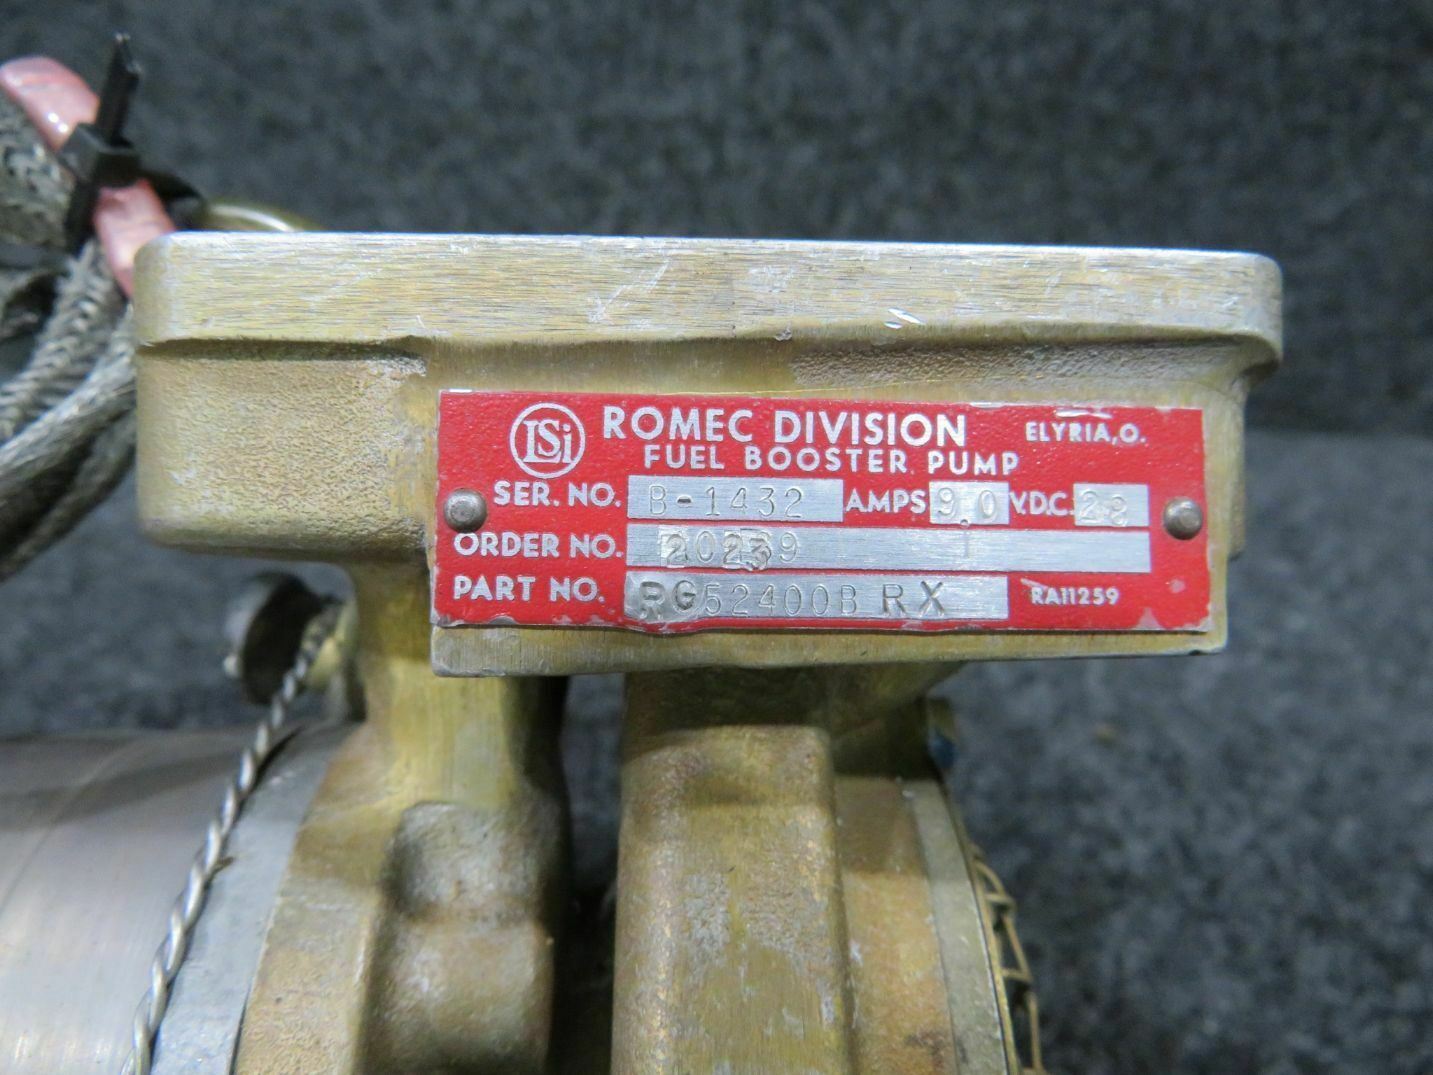 LSi ROMEC DIVISION ELYRIA,O.
FUEL BOOSTER PUMP
SER. NO. B-1432 AMPS 9.0 V.D.C. 28
ORDER NO.
PART NO. RG52400B RX RA11259